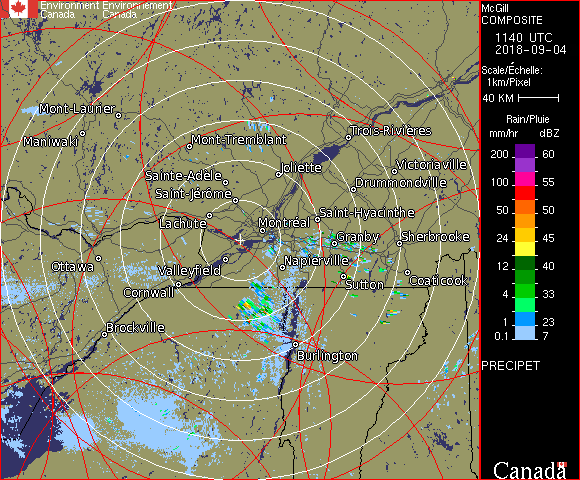 Environment Environnement
Canada Canada
McGill
COMPOSITE
1140 UTC
2018-09-04
Scale/Échelle:
1km/Pixel
40 KM
Rain/Pluie
mm/hr dBZ
200 60
100 55
50 50
24 45
12 40
4 33
1 23
0.1 7
PRECIPET
Canada
Mont-Laurier
Maniwaki
Mont-Tremblant
Trois-Rivières
Joliette
Victoriaville
Sainte-Adèle
Drummondville
Saint-Jérôme
Saint-Hyacinthe
Lachute
Montréal
Granby
Sherbrooke
Ottawa
Valleyfield
Napierville
Coaticook
Cornwall
Sutton
Brockville
Burlington